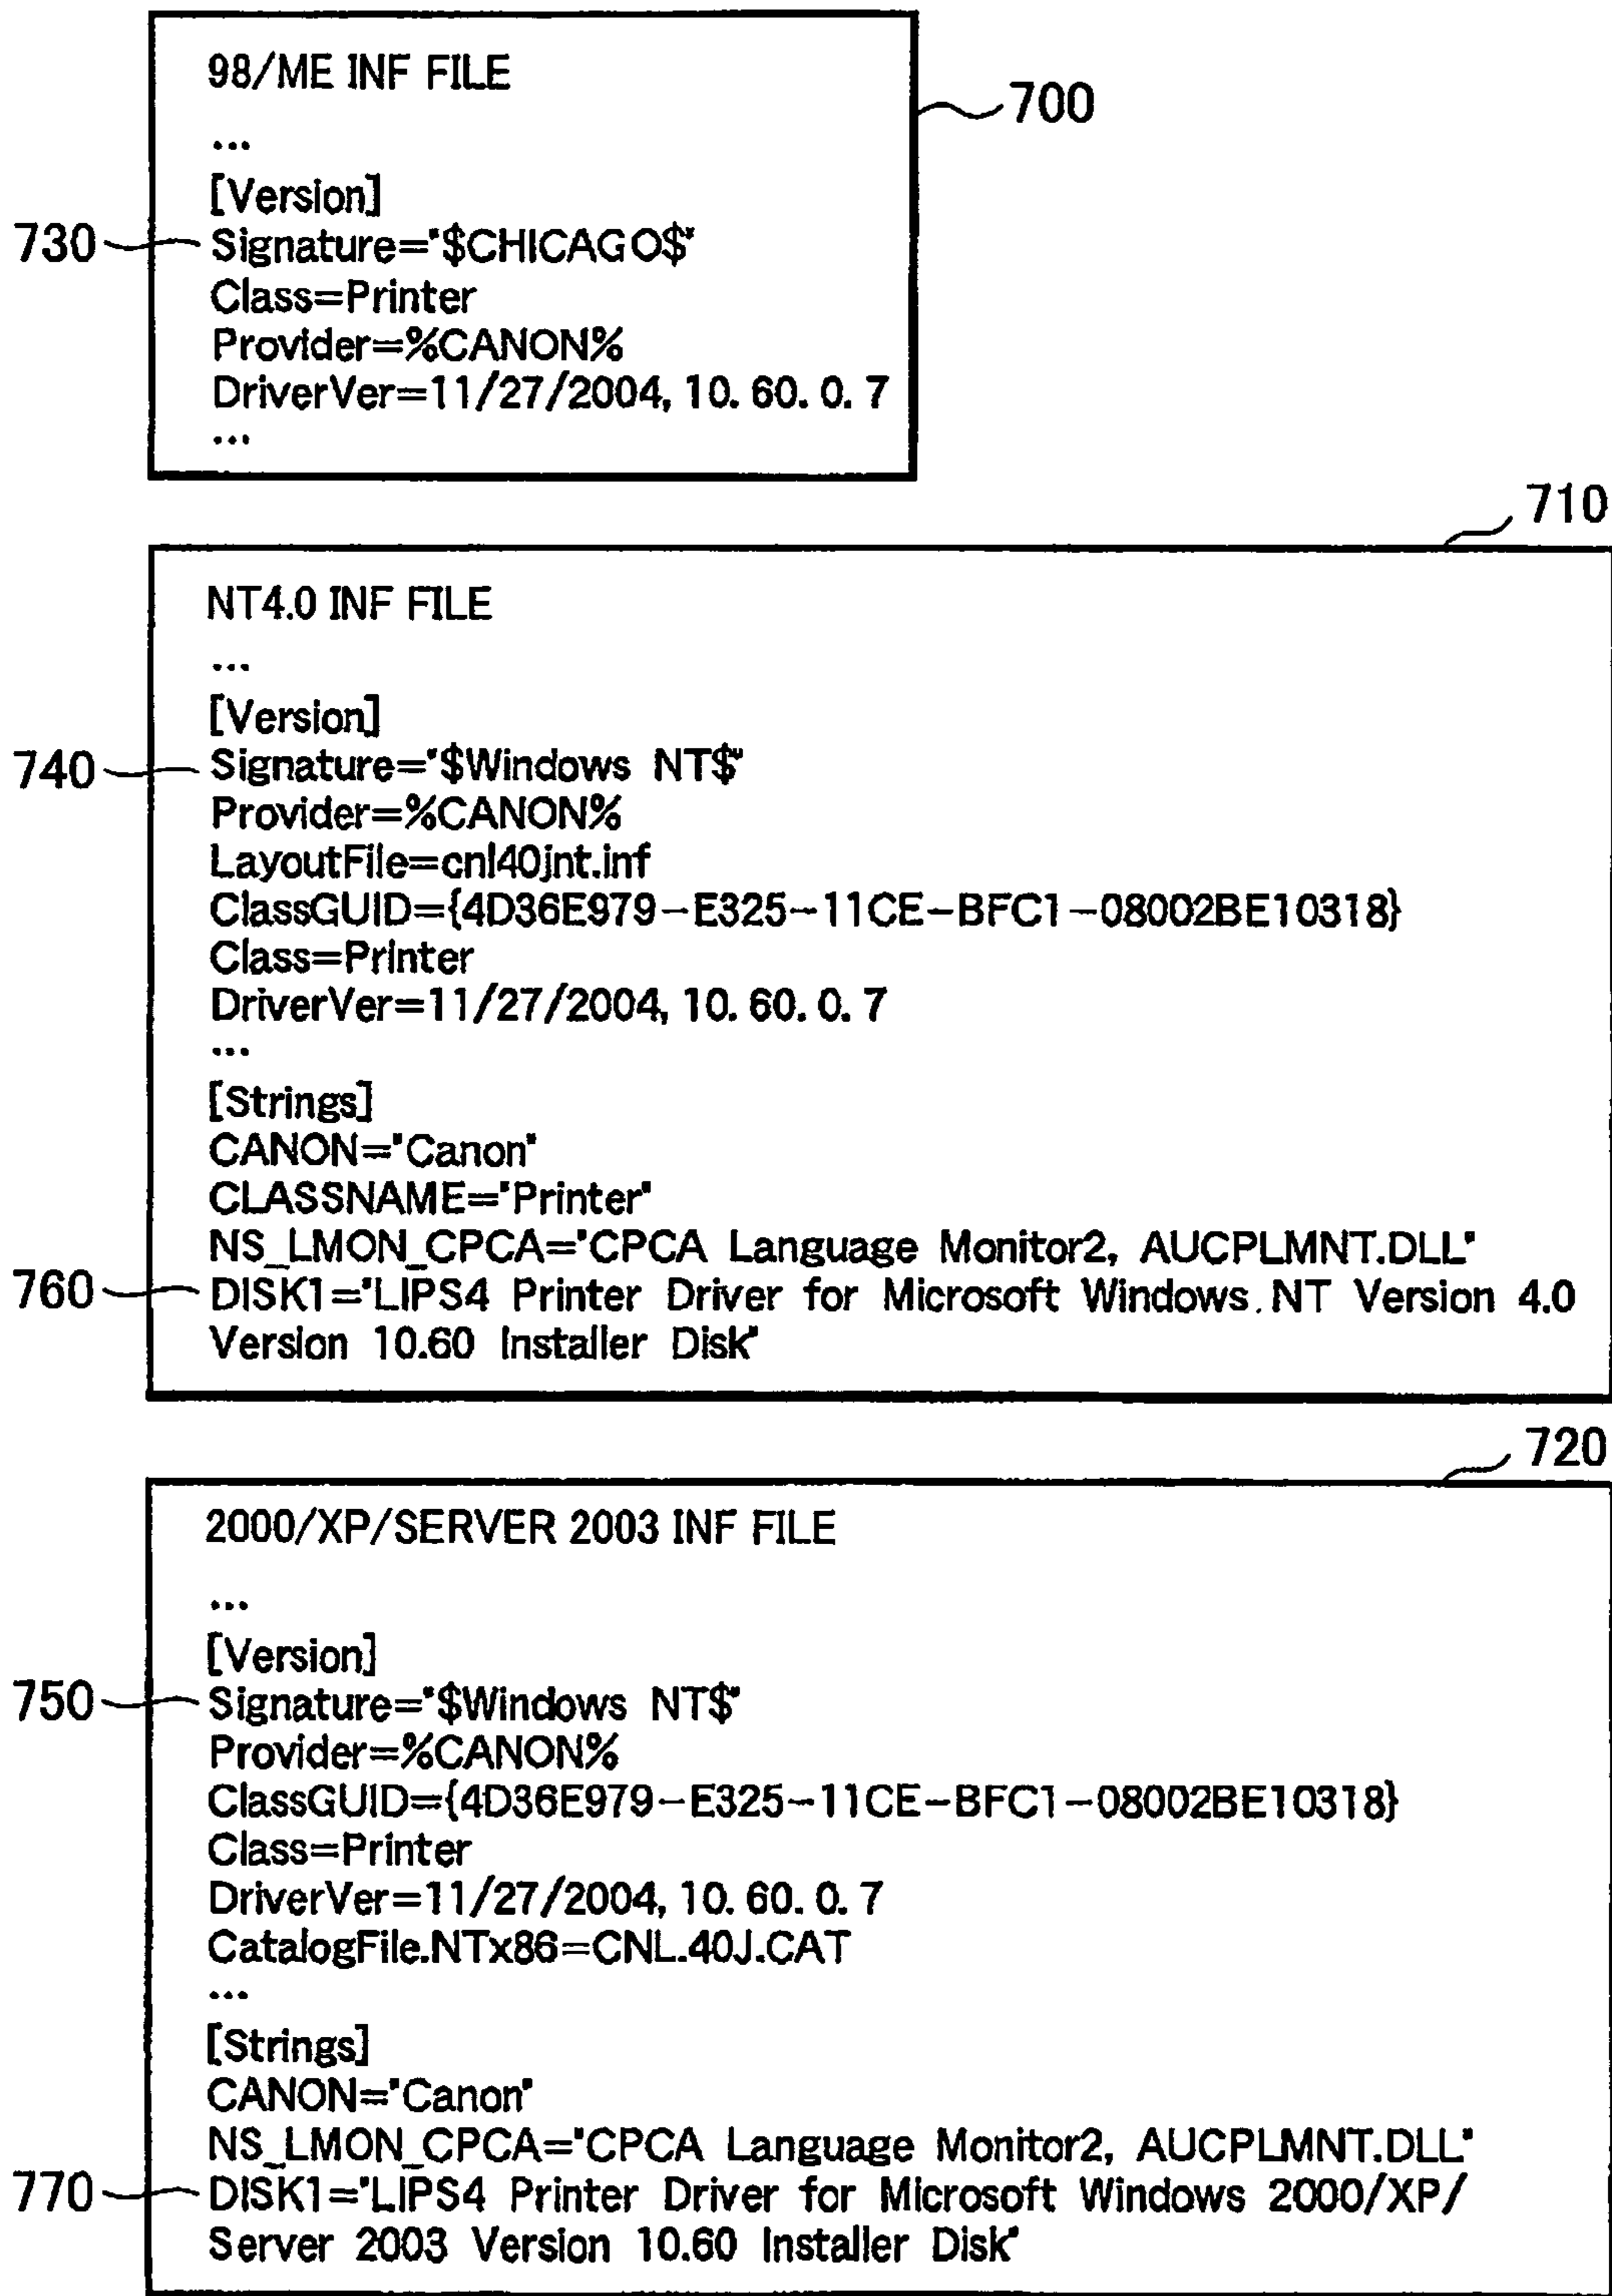 98/ME INF FILE
700
...
[Version]
730
Signature="$CHICAGO$"
Class=Printer
Provider=%CANON%
DriverVer=11/27/2004, 10. 60. 0. 7
...
710
NT4.0 INF FILE
...
[Version]
740
Signature="$Windows NT$"
Provider=%CANON%
LayoutFile=cnl40jnt.inf
ClassGUID={4D36E979-E325-11CE-BFC1-08002BE10318}
Class=Printer
DriverVer=11/27/2004, 10. 60. 0. 7
...
[Strings]
CANON="Canon"
CLASSNAME="Printer"
NS_LMON_CPCA="CPCA Language Monitor2, AUCPLMNT.DLL"
760
DISK1="LIPS4 Printer Driver for Microsoft Windows.NT Version 4.0
Version 10.60 Installer Disk"
720
2000/XP/SERVER 2003 INF FILE
...
[Version]
750
Signature="$Windows NT$"
Provider=%CANON%
ClassGUID={4D36E979-E325-11CE-BFC1-08002BE10318}
Class=Printer
DriverVer=11/27/2004, 10. 60. 0. 7
CatalogFile.NTx86=CNL.40J.CAT
...
[Strings]
CANON="Canon"
NS_LMON_CPCA="CPCA Language Monitor2, AUCPLMNT.DLL"
770
DISK1="LIPS4 Printer Driver for Microsoft Windows 2000/XP/
Server 2003 Version 10.60 Installer Disk"